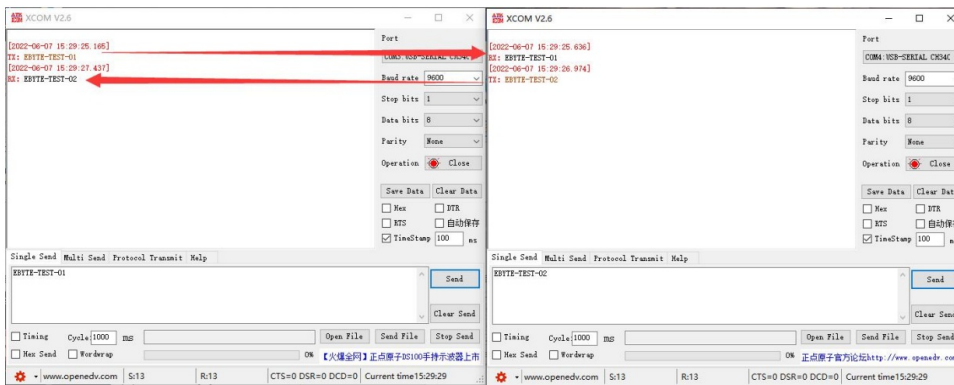 XCOM V2.6
[2022-06-07 15:29:25.165]
TX: EBYTE-TEST-01
[2022-06-07 15:29:27.437]
RX: EBYTE-TEST-02
Port
Baud rate 9600
Stop bits 1
Data bits 8
Parity None
Operation Close
Save Data Clear Data
Hex DTR
RTS 自动保存
TimeStamp 100 ms
Single Send Multi Send Protocol Transmit Help
EBYTE-TEST-01
Send
Clear Send
Timing Cycle 1000 ms Open File Send File Stop Send
Hex Send Wordwrap 0% 【火爆全网】正点原子DS100手持示波器上市
www.openedv.com S:13 R:13 CTS=0 DSR=0 DCD=0 Current time15:29:29
XCOM V2.6
[2022-06-07 15:29:25.636]
RX: EBYTE-TEST-01
[2022-06-07 15:29:26.974]
TX: EBYTE-TEST-02
Port
COM4:USB-SERIAL CH34C
Baud rate 9600
Stop bits 1
Data bits 8
Parity None
Operation Close
Save Data Clear Dat
Hex DTR
RTS 自动保存
TimeStamp 100 m
Single Send Multi Send Protocol Transmit Help
EBYTE-TEST-02
Send
Clear Send
Timing Cycle 1000 ms Open File Send File Stop Send
Hex Send Wordwrap 0% 正点原子官方论坛http://www.openedv.com
www.openedv.com S:13 R:13 CTS=0 DSR=0 DCD=0 Current time15:29:29